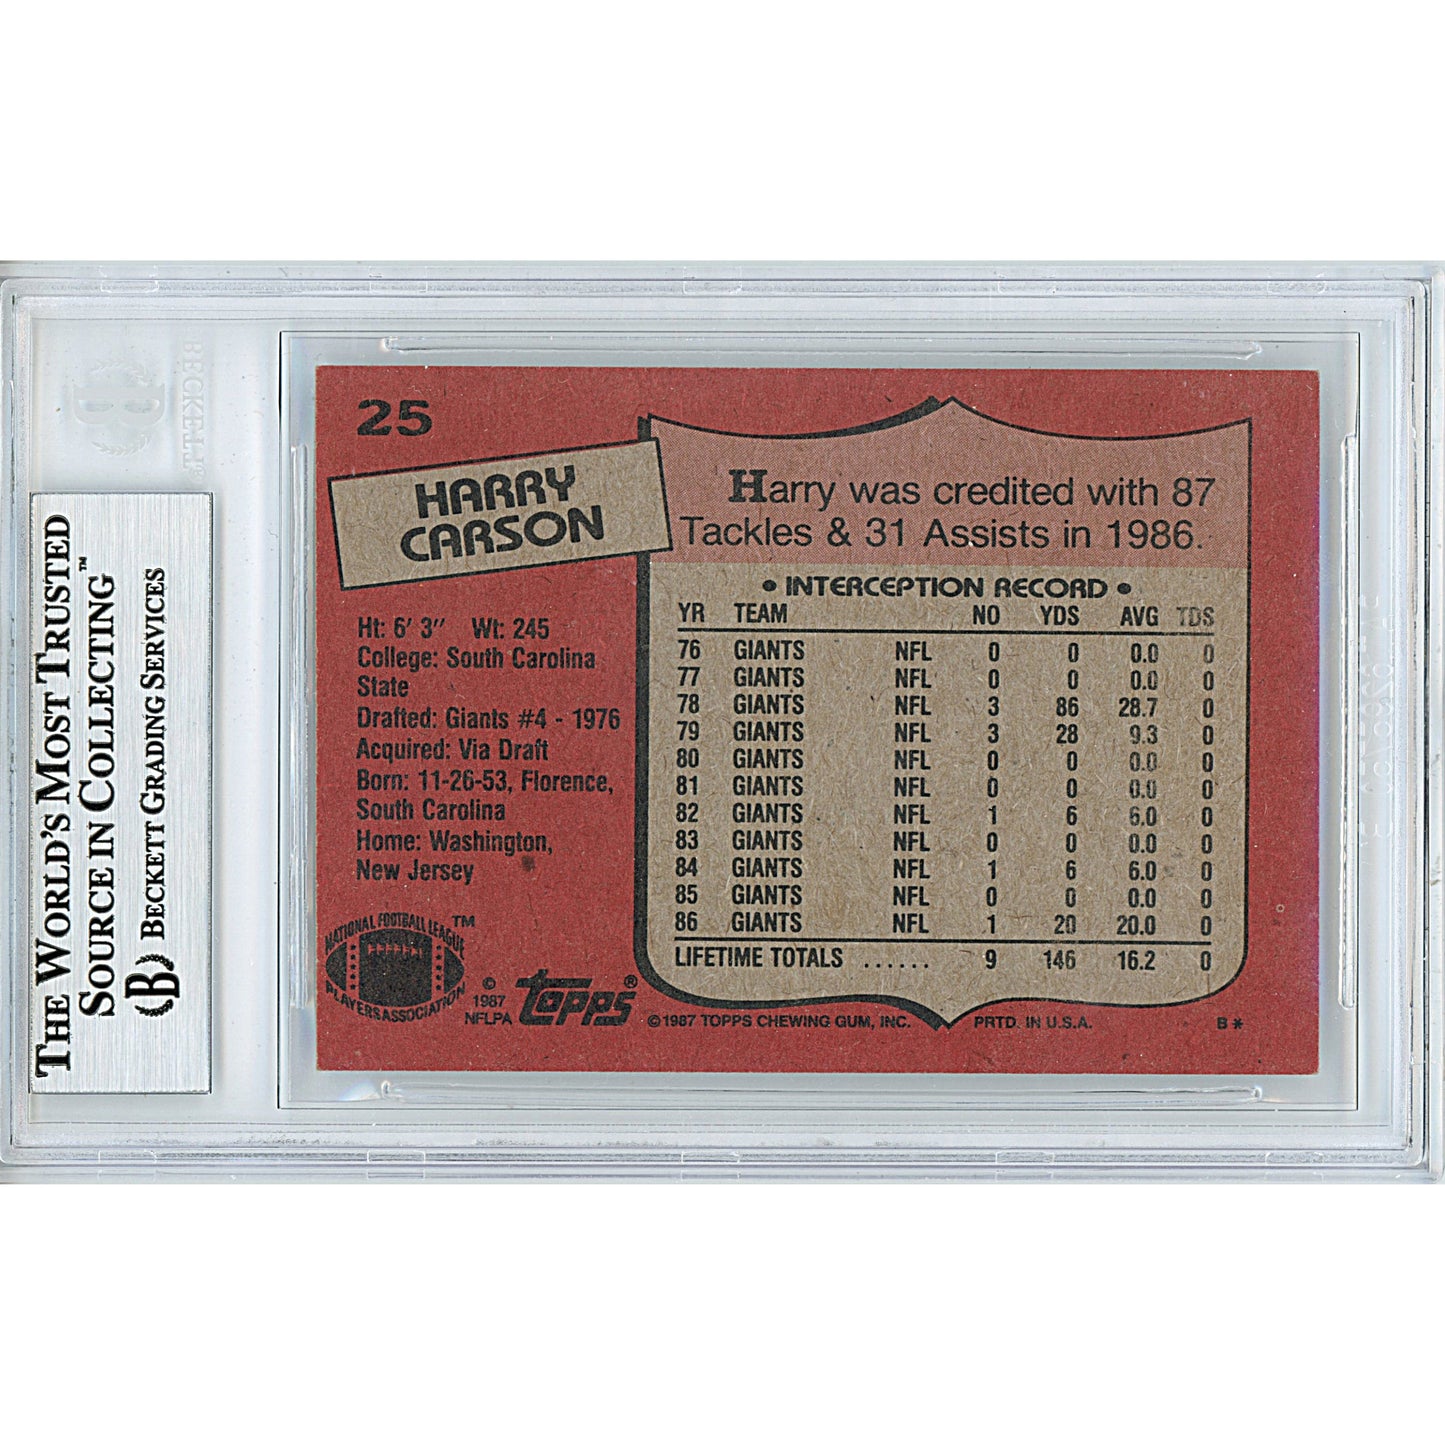 BECKETT
THE WORLD'S MOST TRUSTED
SOURCE IN COLLECTING™
B BECKETT GRADING SERVICES
25
HARRY
CARSON
Ht: 6' 3" Wt: 245
College: South Carolina
State
Drafted: Giants #4 - 1976
Acquired: Via Draft
Born: 11-26-53, Florence,
South Carolina
Home: Washington,
New Jersey
NATIONAL FOOTBALL LEAGUE™
PLAYERS ASSOCIATION
©
1987
NFLPA
topps®
Harry was credited with 87
Tackles & 31 Assists in 1986.
• INTERCEPTION RECORD •
YR TEAM NO YDS AVG TDS
76 GIANTS NFL 0 0 0.0 0
77 GIANTS NFL 0 0 0.0 0
78 GIANTS NFL 3 86 28.7 0
79 GIANTS NFL 3 28 9.3 0
80 GIANTS NFL 0 0 0.0 0
81 GIANTS NFL 0 0 0.0 0
82 GIANTS NFL 1 6 6.0 0
83 GIANTS NFL 0 0 0.0 0
84 GIANTS NFL 1 6 6.0 0
85 GIANTS NFL 0 0 0.0 0
86 GIANTS NFL 1 20 20.0 0
LIFETIME TOTALS ...... 9 146 16.2 0
©1987 TOPPS CHEWING GUM, INC. PRTD. IN U.S.A. B*